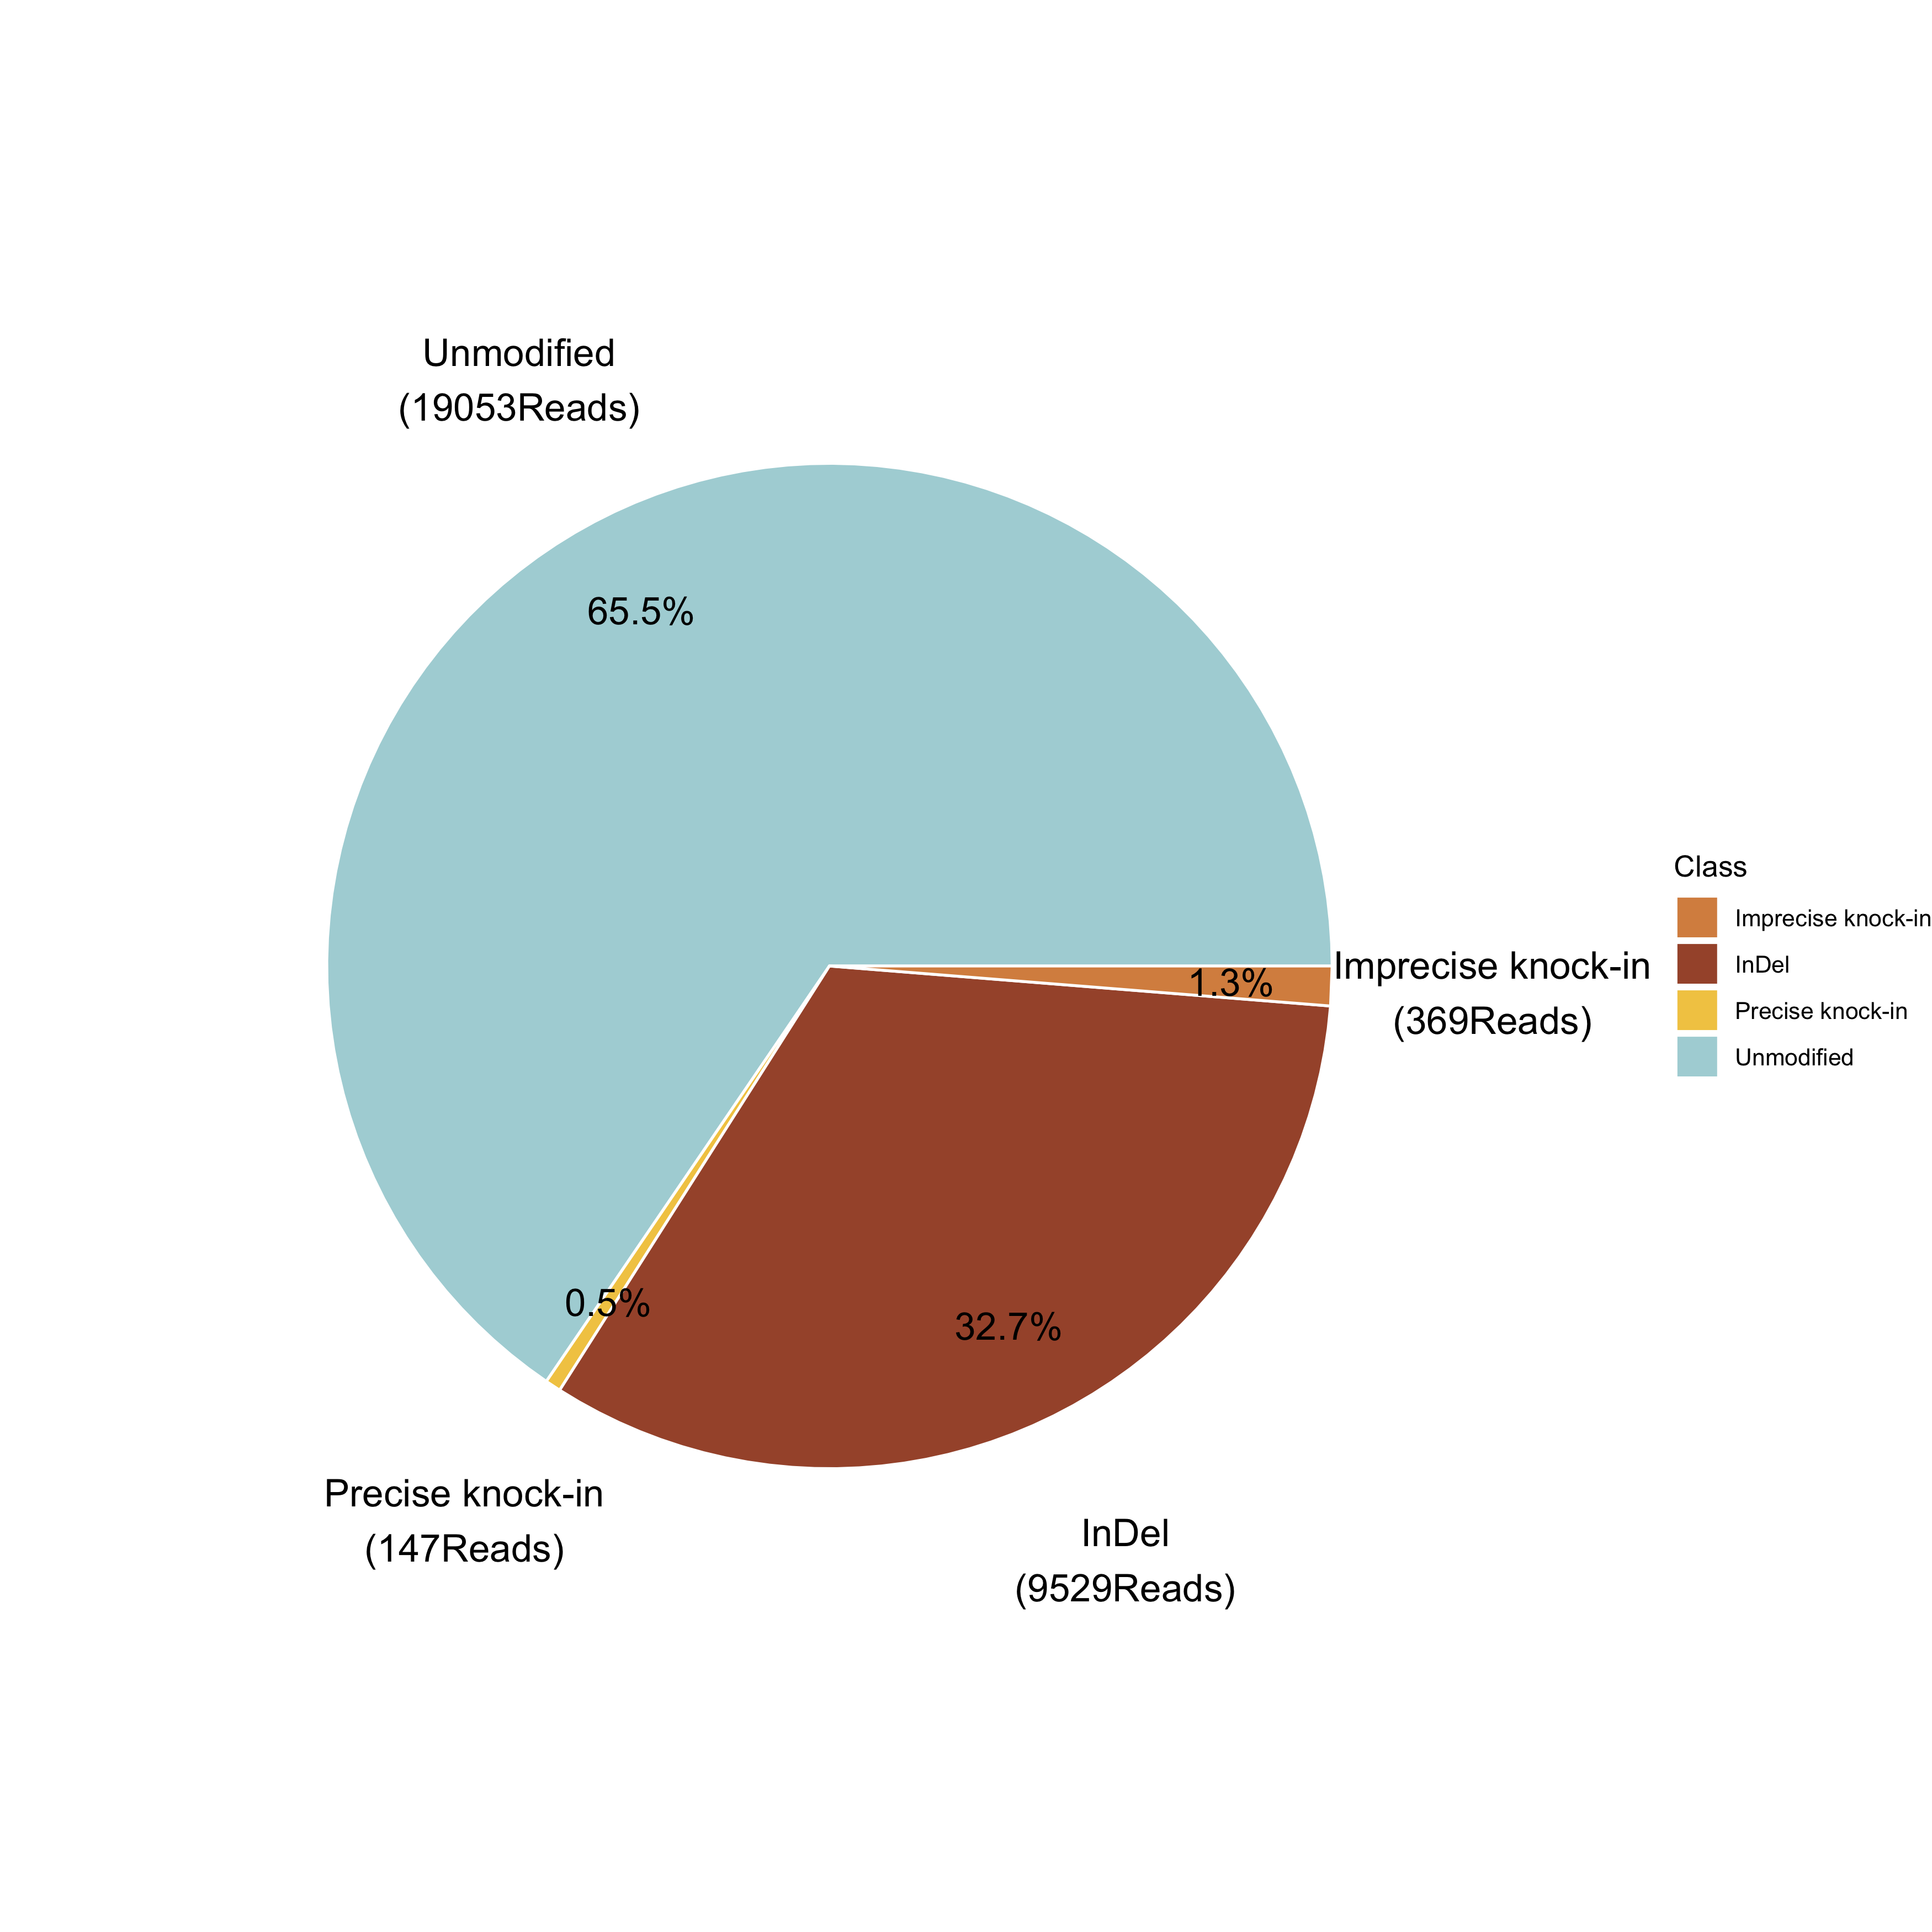 Unmodified
(19053Reads)
65.5%
Class
Imprecise knock-in
InDel
Precise knock-in
Unmodified
Imprecise knock-in
(369Reads)
1.3%
0.5%
32.7%
Precise knock-in
(147Reads)
InDel
(9529Reads)